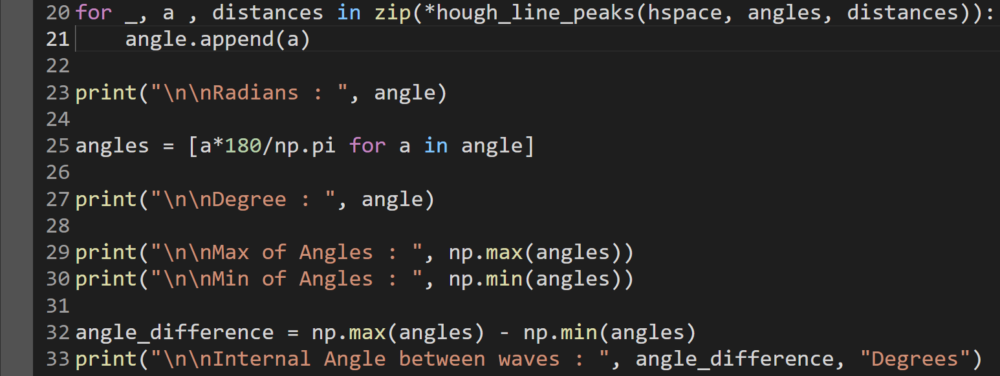 20 for _, a , distances in zip(*hough_line_peaks(hspace, angles, distances)):
21     angle.append(a)
22
23 print("\n\nRadians : ", angle)
24
25 angles = [a*180/np.pi for a in angle]
26
27 print("\n\nDegree : ", angle)
28
29 print("\n\nMax of Angles : ", np.max(angles))
30 print("\n\nMin of Angles : ", np.min(angles))
31
32 angle_difference = np.max(angles) - np.min(angles)
33 print("\n\nInternal Angle between waves : ", angle_difference, "Degrees")